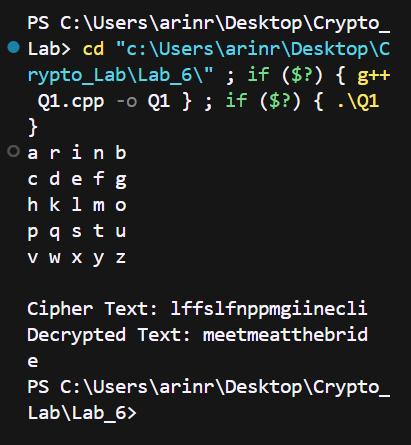 PS C:\Users\arinr\Desktop\Crypto_
Lab> cd "c:\Users\arinr\Desktop\C
rypto_Lab\Lab_6\" ; if ($?) { g++
 Q1.cpp -o Q1 } ; if ($?) { .\Q1
}
a r i n b
c d e f g
h k l m o
p q s t u
v w x y z

Cipher Text: lffslfnppmgiinecli
Decrypted Text: meetmeatthebrid
e
PS C:\Users\arinr\Desktop\Crypto_
Lab\Lab_6>